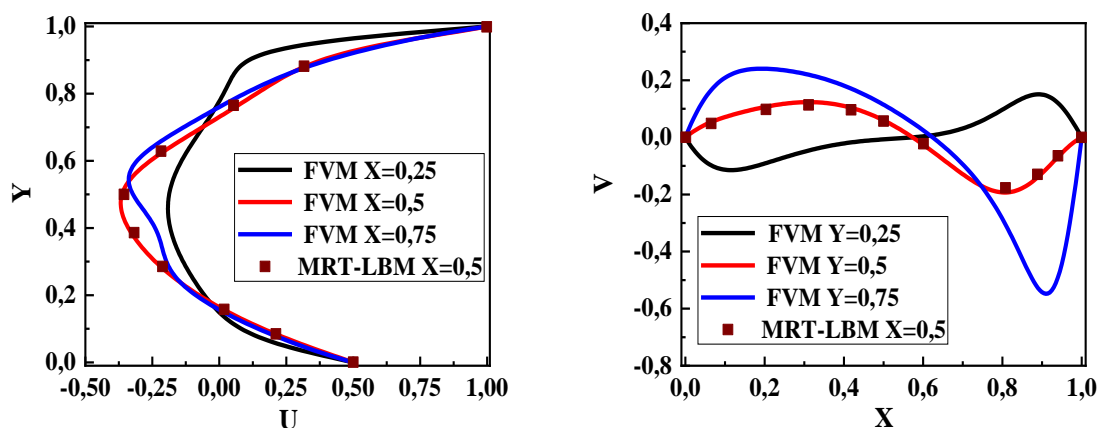 1,0
0,8
0,6
0,4
0,2
0,0
Y
FVM X=0,25
FVM X=0,5
FVM X=0,75
MRT-LBM X=0,5
-0,50
-0,25
0,00
0,25
0,50
0,75
1,00
U
0,4
0,2
0,0
-0,2
-0,4
-0,6
-0,8
V
FVM Y=0,25
FVM Y=0,5
FVM Y=0,75
MRT-LBM X=0,5
0,0
0,2
0,4
0,6
0,8
1,0
X